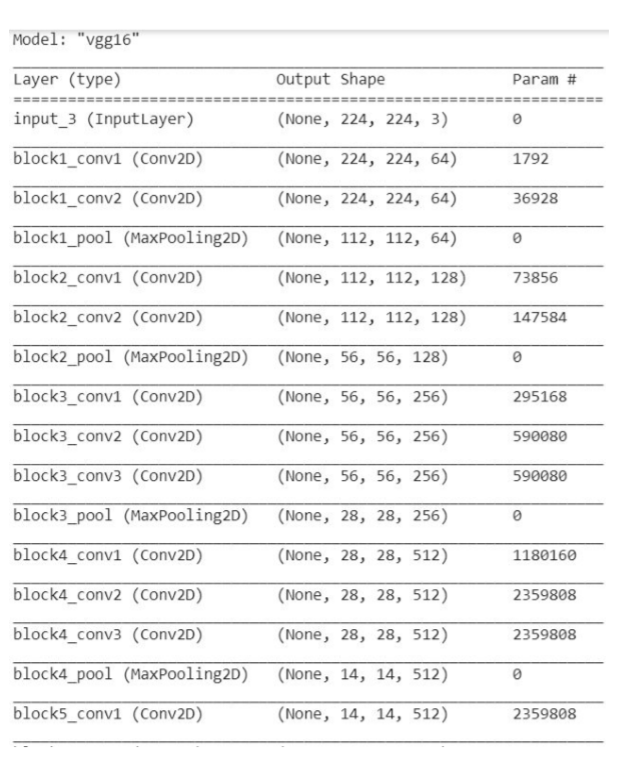 Model: "vgg16"
Layer (type) Output Shape Param #
input_3 (InputLayer) (None, 224, 224, 3) 0
block1_conv1 (Conv2D) (None, 224, 224, 64) 1792
block1_conv2 (Conv2D) (None, 224, 224, 64) 36928
block1_pool (MaxPooling2D) (None, 112, 112, 64) 0
block2_conv1 (Conv2D) (None, 112, 112, 128) 73856
block2_conv2 (Conv2D) (None, 112, 112, 128) 147584
block2_pool (MaxPooling2D) (None, 56, 56, 128) 0
block3_conv1 (Conv2D) (None, 56, 56, 256) 295168
block3_conv2 (Conv2D) (None, 56, 56, 256) 590080
block3_conv3 (Conv2D) (None, 56, 56, 256) 590080
block3_pool (MaxPooling2D) (None, 28, 28, 256) 0
block4_conv1 (Conv2D) (None, 28, 28, 512) 1180160
block4_conv2 (Conv2D) (None, 28, 28, 512) 2359808
block4_conv3 (Conv2D) (None, 28, 28, 512) 2359808
block4_pool (MaxPooling2D) (None, 14, 14, 512) 0
block5_conv1 (Conv2D) (None, 14, 14, 512) 2359808